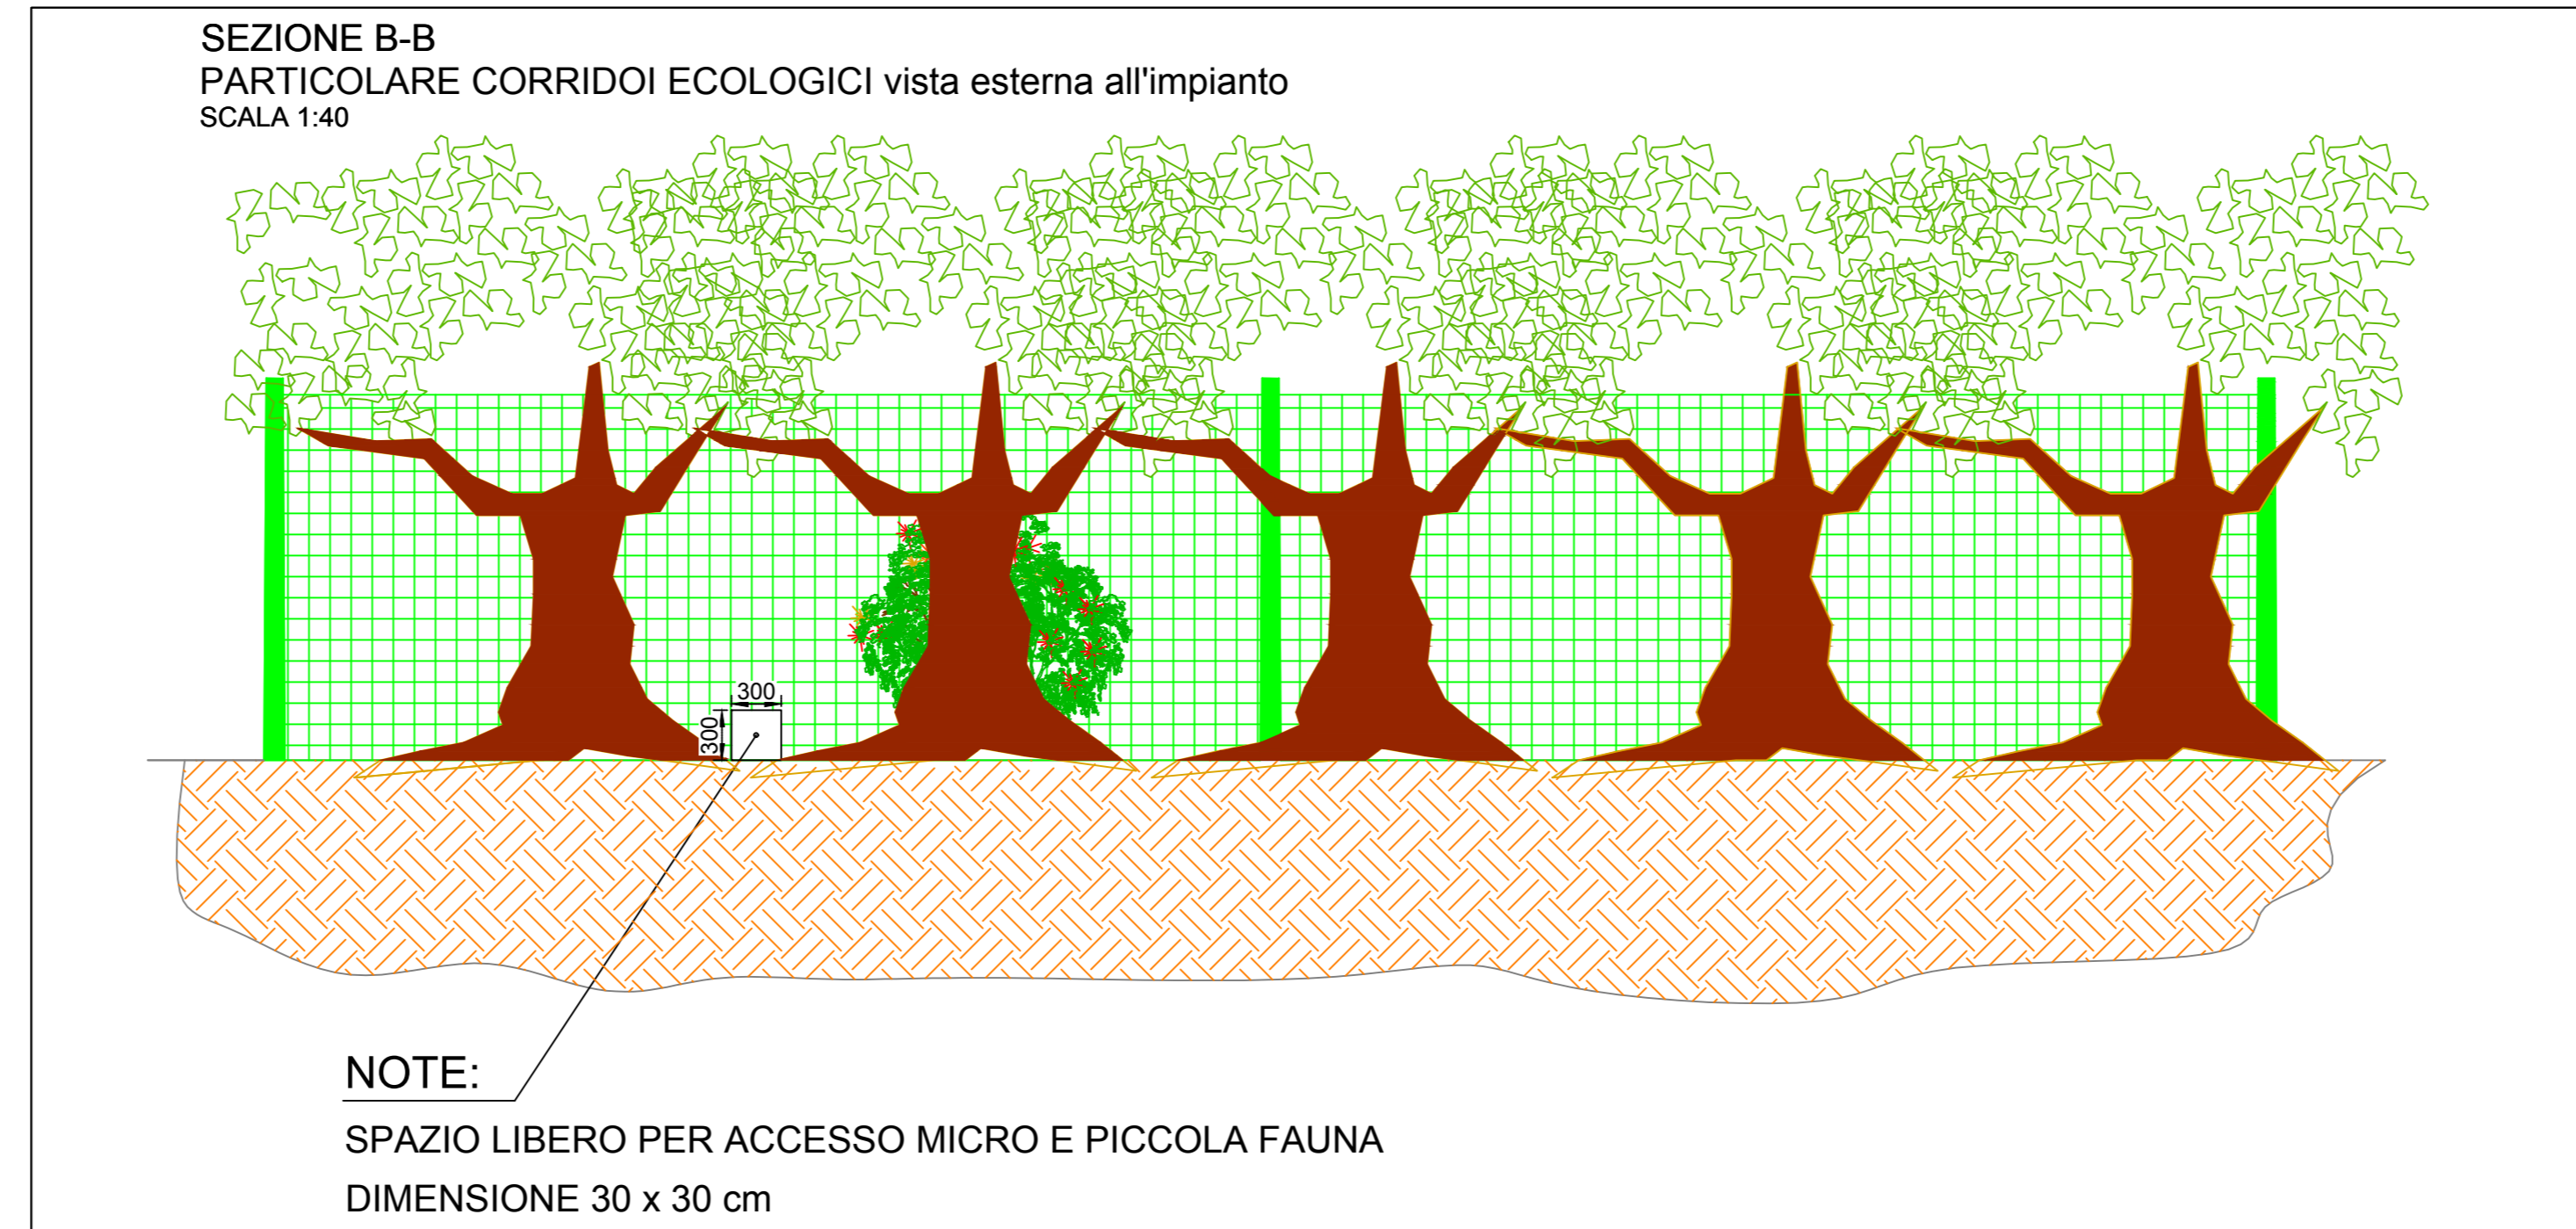 SEZIONE B-B
PARTICOLARE CORRIDOI ECOLOGICI vista esterna all'impianto
SCALA 1:40
300
300
NOTE:
SPAZIO LIBERO PER ACCESSO MICRO E PICCOLA FAUNA
DIMENSIONE 30 x 30 cm